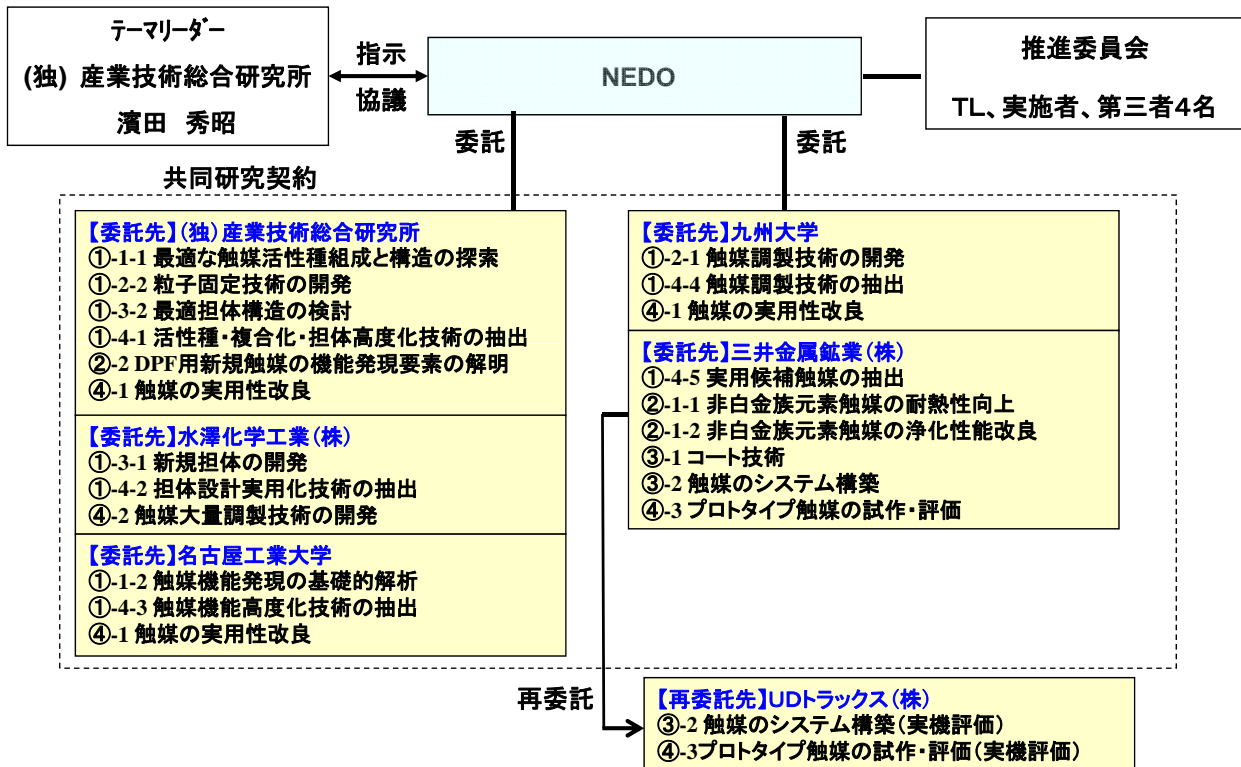 テーマリーダー
(独) 産業技術総合研究所
濱田 秀昭
指示
協議
NEDO
推進委員会
TL、実施者、第三者4名
委託
委託
共同研究契約
【委託先】(独)産業技術総合研究所
①-1-1 最適な触媒活性種組成と構造の探索
①-2-2 粒子固定技術の開発
①-3-2 最適担体構造の検討
①-4-1 活性種・複合化・担体高度化技術の抽出
②-2 DPF用新規触媒の機能発現要素の解明
④-1 触媒の実用性改良
【委託先】水澤化学工業(株)
①-3-1 新規担体の開発
①-4-2 担体設計実用化技術の抽出
④-2 触媒大量調製技術の開発
【委託先】名古屋工業大学
①-1-2 触媒機能発現の基礎的解析
①-4-3 触媒機能高度化技術の抽出
④-1 触媒の実用性改良
【委託先】九州大学
①-2-1 触媒調製技術の開発
①-4-4 触媒調製技術の抽出
④-1 触媒の実用性改良
【委託先】三井金属鉱業(株)
①-4-5 実用候補触媒の抽出
②-1-1 非白金族元素触媒の耐熱性向上
②-1-2 非白金族元素触媒の浄化性能改良
③-1 コート技術
③-2 触媒のシステム構築
④-3 プロトタイプ触媒の試作・評価
再委託
【再委託先】UDトラックス(株)
③-2 触媒のシステム構築(実機評価)
④-3プロトタイプ触媒の試作・評価(実機評価)